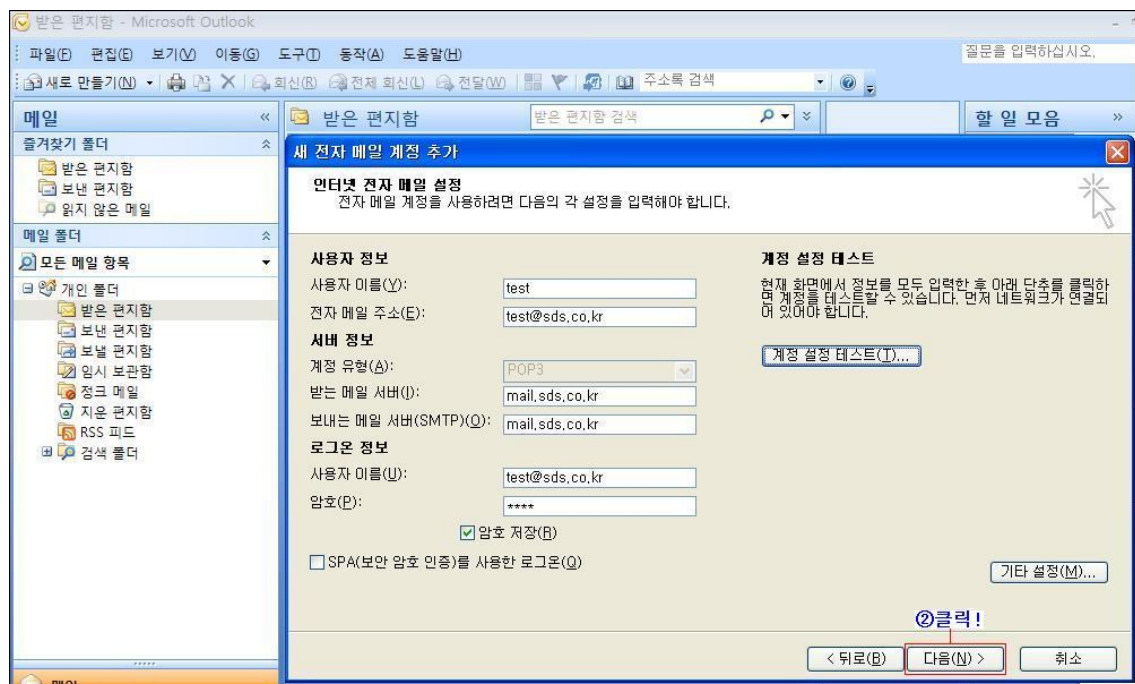 받은 편지함 - Microsoft Outlook
파일(F) 편집(E) 보기(V) 이동(G) 도구(T) 동작(A) 도움말(H) 질문을 입력하십시오.
새로 만들기(N) 회신(R) 전체 회신(L) 전달(W) 주소록 검색
메일
즐겨찾기 폴더
받은 편지함
보낸 편지함
읽지 않은 메일
메일 폴더
모든 메일 항목
개인 폴더
받은 편지함
보낸 편지함
보낼 편지함
임시 보관함
정크 메일
지운 편지함
RSS 피드
검색 폴더
받은 편지함 받은 편지함 검색 할 일 모음
새 전자 메일 계정 추가
인터넷 전자 메일 설정
전자 메일 계정을 사용하려면 다음의 각 설정을 입력해야 합니다.
사용자 정보
사용자 이름(Y): test
전자 메일 주소(E): test@sds.co.kr
서버 정보
계정 유형(A): POP3
받는 메일 서버(I): mail.sds.co.kr
보내는 메일 서버(SMTP)(O): mail.sds.co.kr
로그온 정보
사용자 이름(U): test@sds.co.kr
암호(P): ****
암호 저장(R)
SPA(보안 암호 인증)를 사용한 로그온(Q)
계정 설정 테스트
현재 화면에서 정보를 모두 입력한 후 아래 단추를 클릭하
면 계정을 테스트할 수 있습니다. 먼저 네트워크가 연결되
어 있어야 합니다.
계정 설정 테스트(T)...
기타 설정(M)...
②클릭!
< 뒤로(B) 다음(N) > 취소